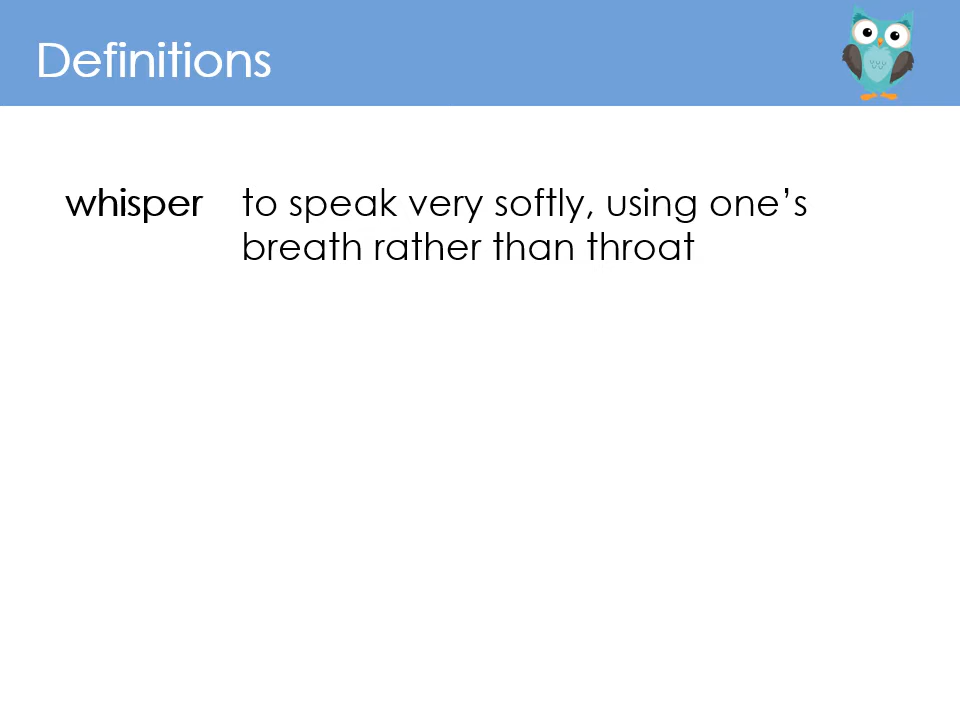 Definitions
whisper to speak very softly, using one’s
breath rather than throat